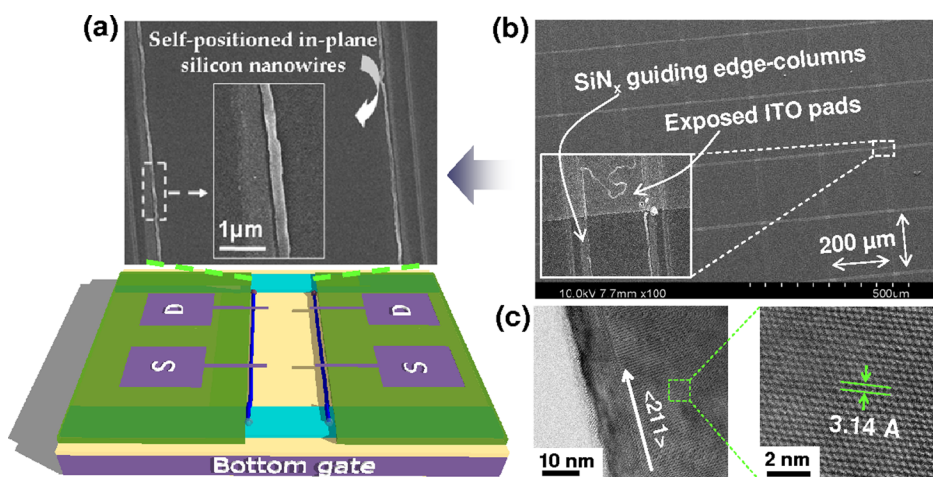 (a)
Self-positioned in-plane
silicon nanowires
1μm
D
D
S
S
Bottom gate
(b)
SiNx guiding edge-columns
Exposed ITO pads
200 μm
10.0kV 7.7mm x100
500um
(c)
<211>
10 nm
3.14 A
2 nm